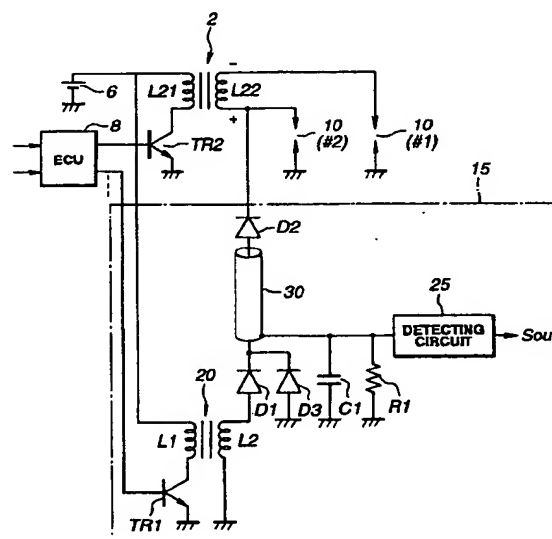 2
6
L21
L22
-
+
8
ECU
TR2
10
(#2)
10
(#1)
15
D2
30
25
DETECTING
CIRCUIT
Sout
20
D1
D3
C1
R1
L1
L2
TR1